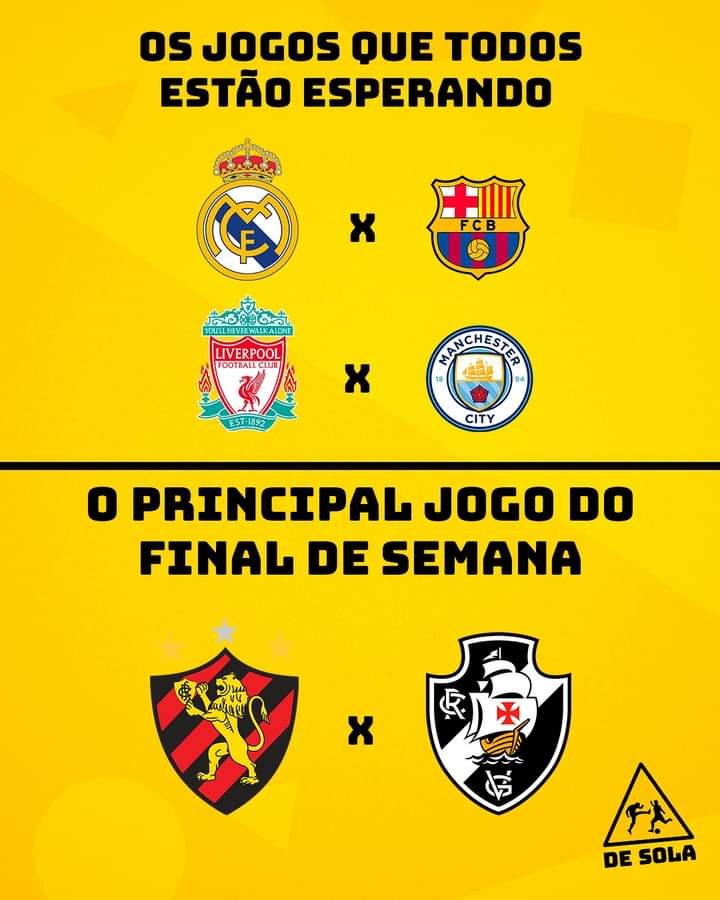 OS JOGOS QUE TODOS
ESTÃO ESPERANDO
X
FCB
YOU'LL NEVER WALK ALONE
LIVERPOOL
FOOTBALL CLUB
EST·1892
X
MANCHESTER
18 94
CITY
O PRINCIPAL JOGO DO
FINAL DE SEMANA
X
DE SOLA